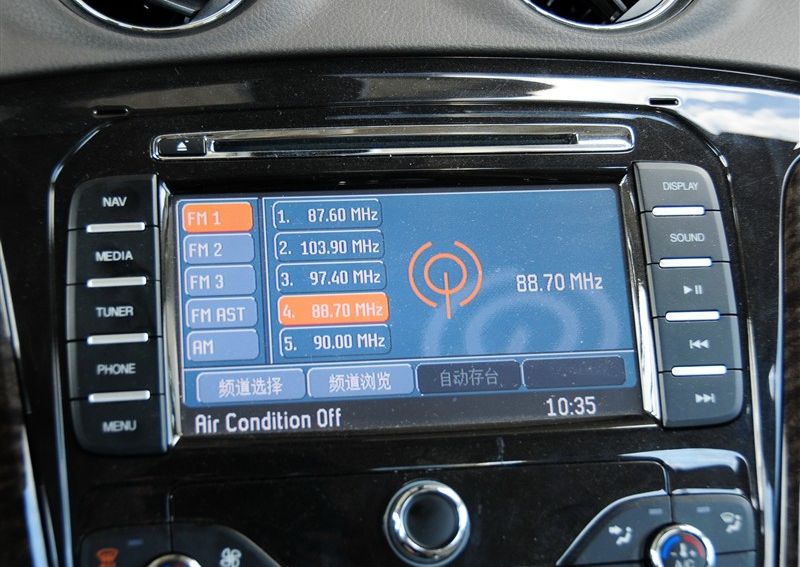 NAV
MEDIA
TUNER
PHONE
MENU
FM 1
FM 2
FM 3
FM AST
AM
1. 87.60 MHz
2. 103.90 MHz
3. 97.40 MHz
4. 88.70 MHz
5. 90.00 MHz
88.70 MHz
频道选择 频道浏览 自动存台
Air Condition Off 10:35
DISPLAY
SOUND
A/C